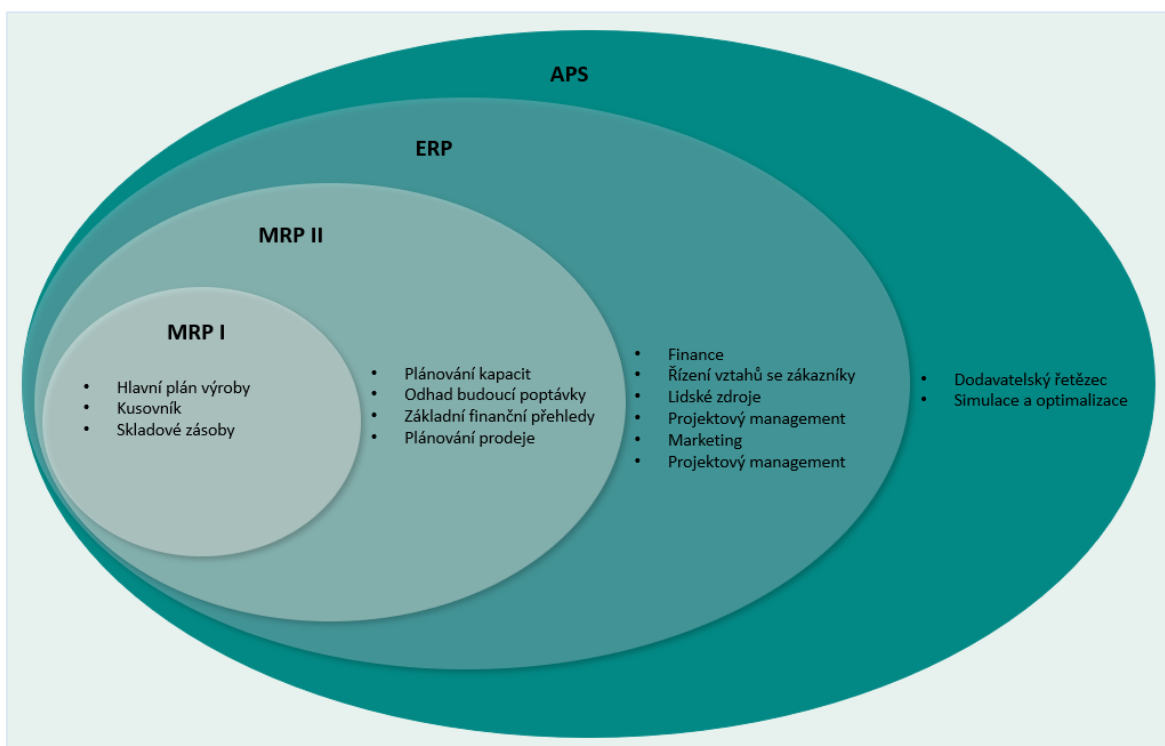 APS
ERP
MRP II
MRP I
• Hlavní plán výroby
• Kusovník
• Skladové zásoby
• Plánování kapacit
• Odhad budoucí poptávky
• Základní finanční přehledy
• Plánování prodeje
• Finance
• Řízení vztahů se zákazníky
• Lidské zdroje
• Projektový management
• Marketing
• Projektový management
• Dodavatelský řetězec
• Simulace a optimalizace